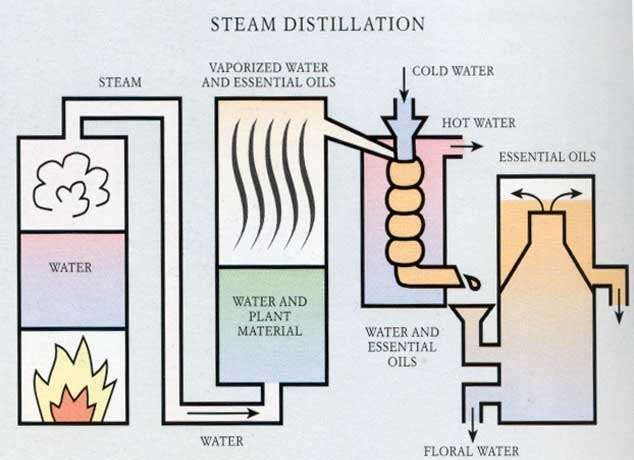 STEAM DISTILLATION
STEAM
VAPORIZED WATER
AND ESSENTIAL OILS
COLD WATER
HOT WATER
ESSENTIAL OILS
WATER
WATER AND
PLANT
MATERIAL
WATER AND
ESSENTIAL
OILS
WATER
FLORAL WATER